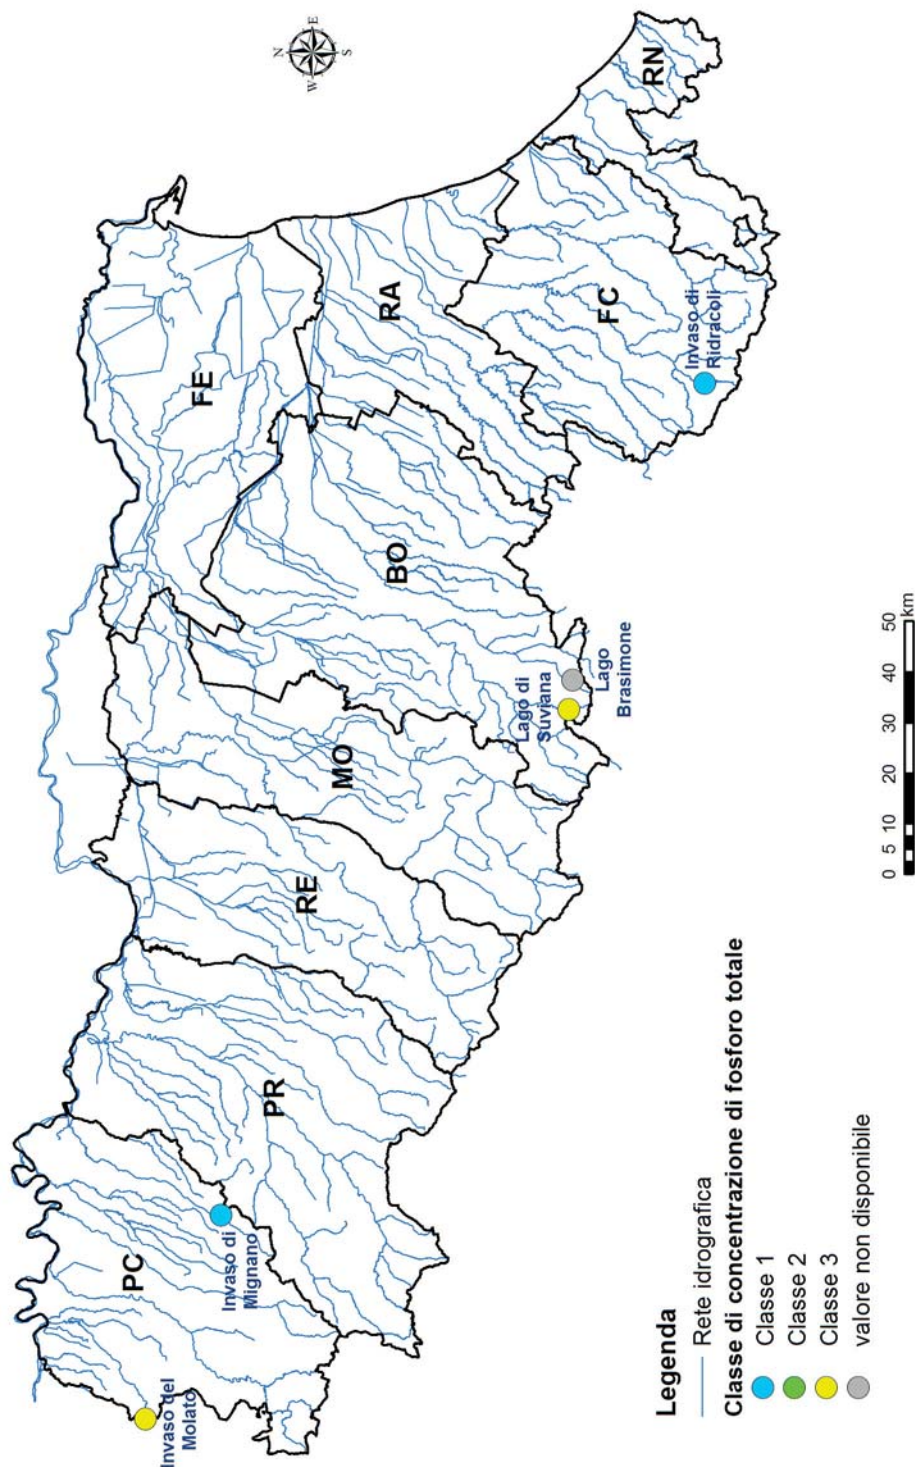 N
W
E
S
PC
PR
RE
MO
BO
FE
RA
FC
RN
Invaso del
Molato
Invaso di
Mignano
Lago di
Suviana
Lago
Brasimone
Invaso di
Ridracoli
Legenda
Rete idrografica
Classe di concentrazione di fosforo totale
Classe 1
Classe 2
Classe 3
valore non disponibile
0 5 10 20 30 40 50
km